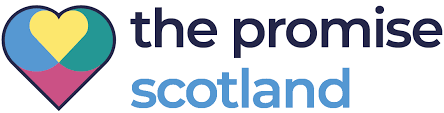 the promise
scotland